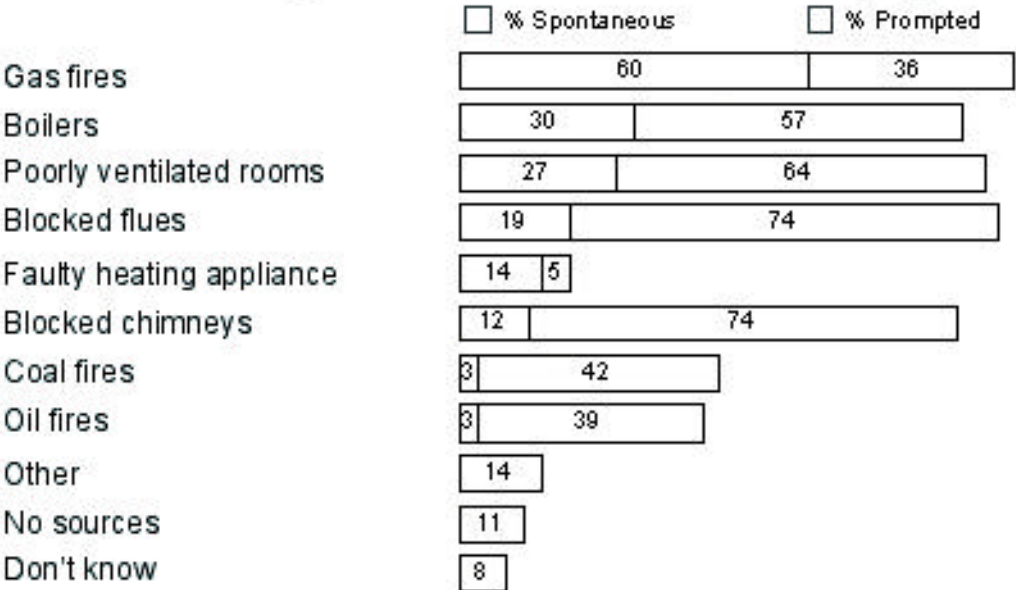 % Spontaneous % Prompted
Gas fires 60 36
Boilers 30 57
Poorly ventilated rooms 27 64
Blocked flues 19 74
Faulty heating appliance 14 5
Blocked chimneys 12 74
Coal fires 3 42
Oil fires 3 39
Other 14
No sources 11
Don't know 8